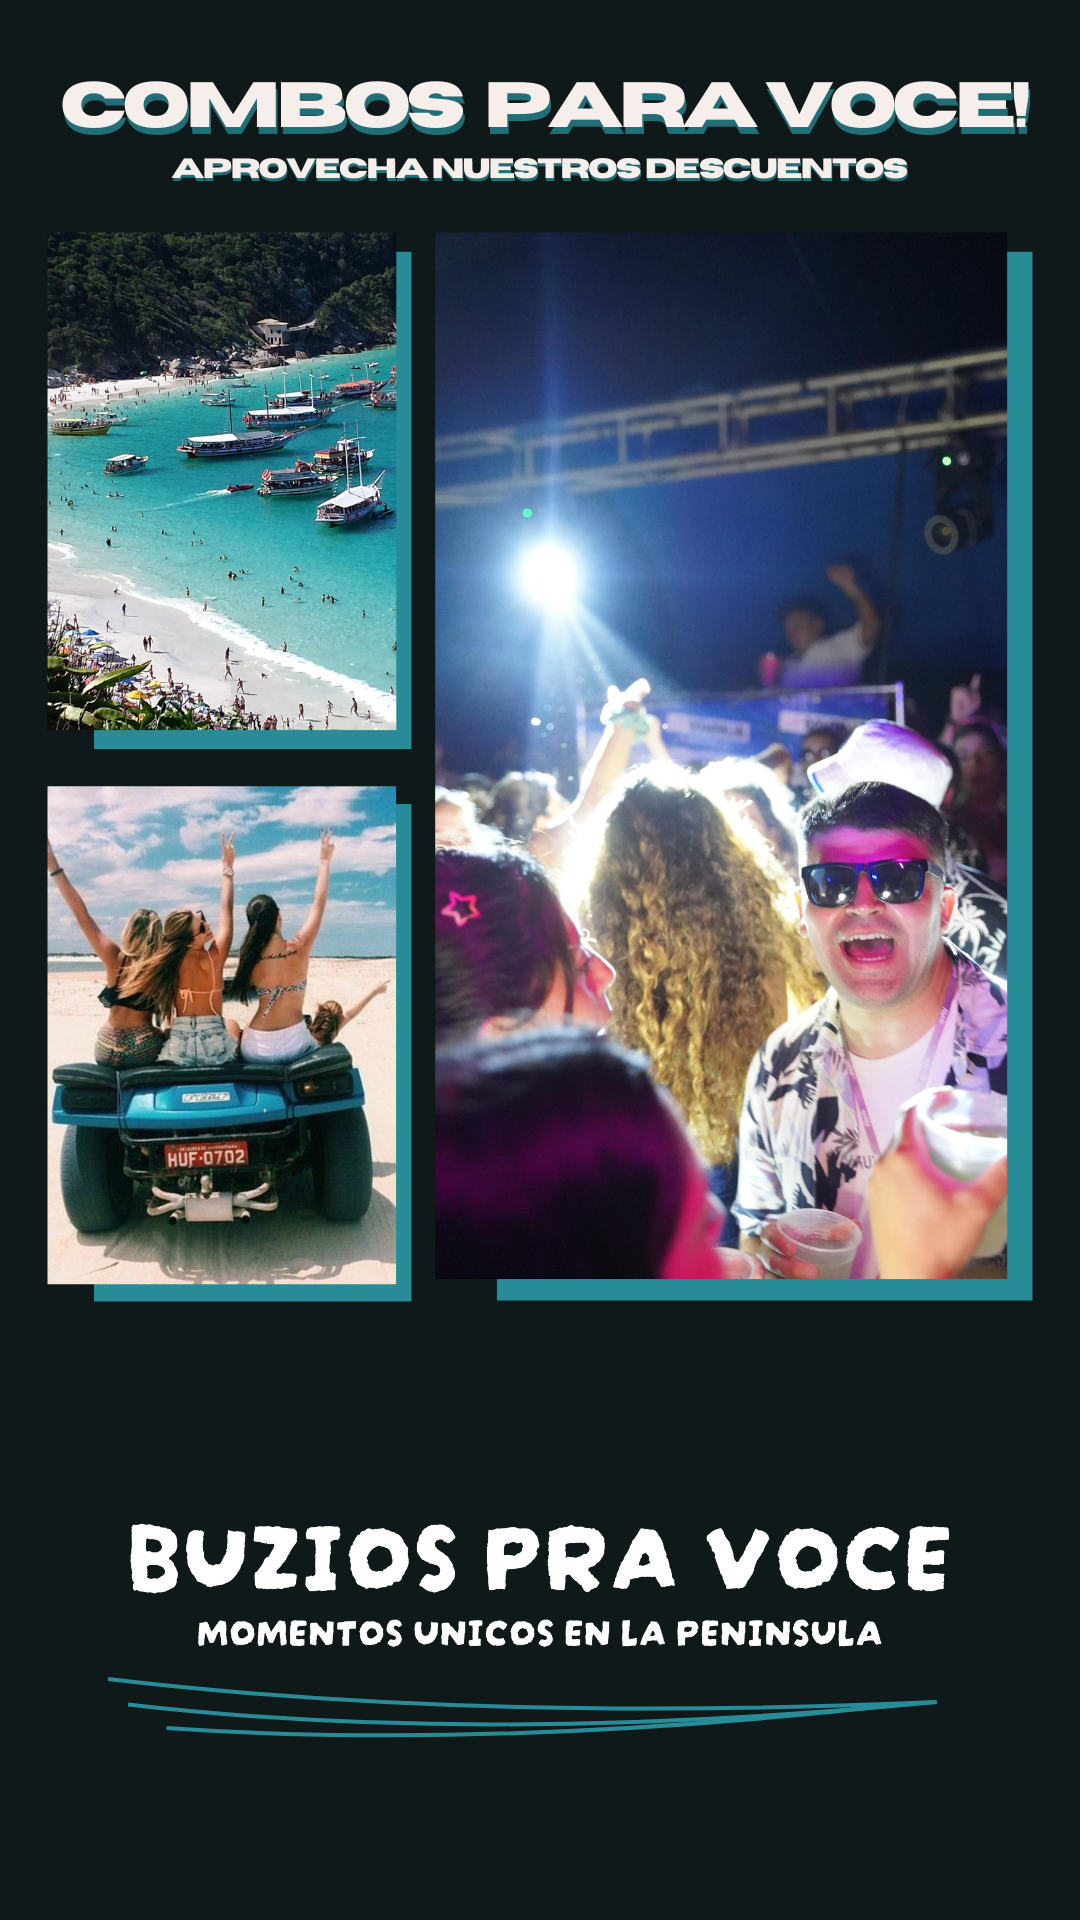 COMBOS PARA VOCE!
APROVECHA NUESTROS DESCUENTOS
HUF-0702
BUZIOS PRA VOCE
MOMENTOS UNICOS EN LA PENINSULA